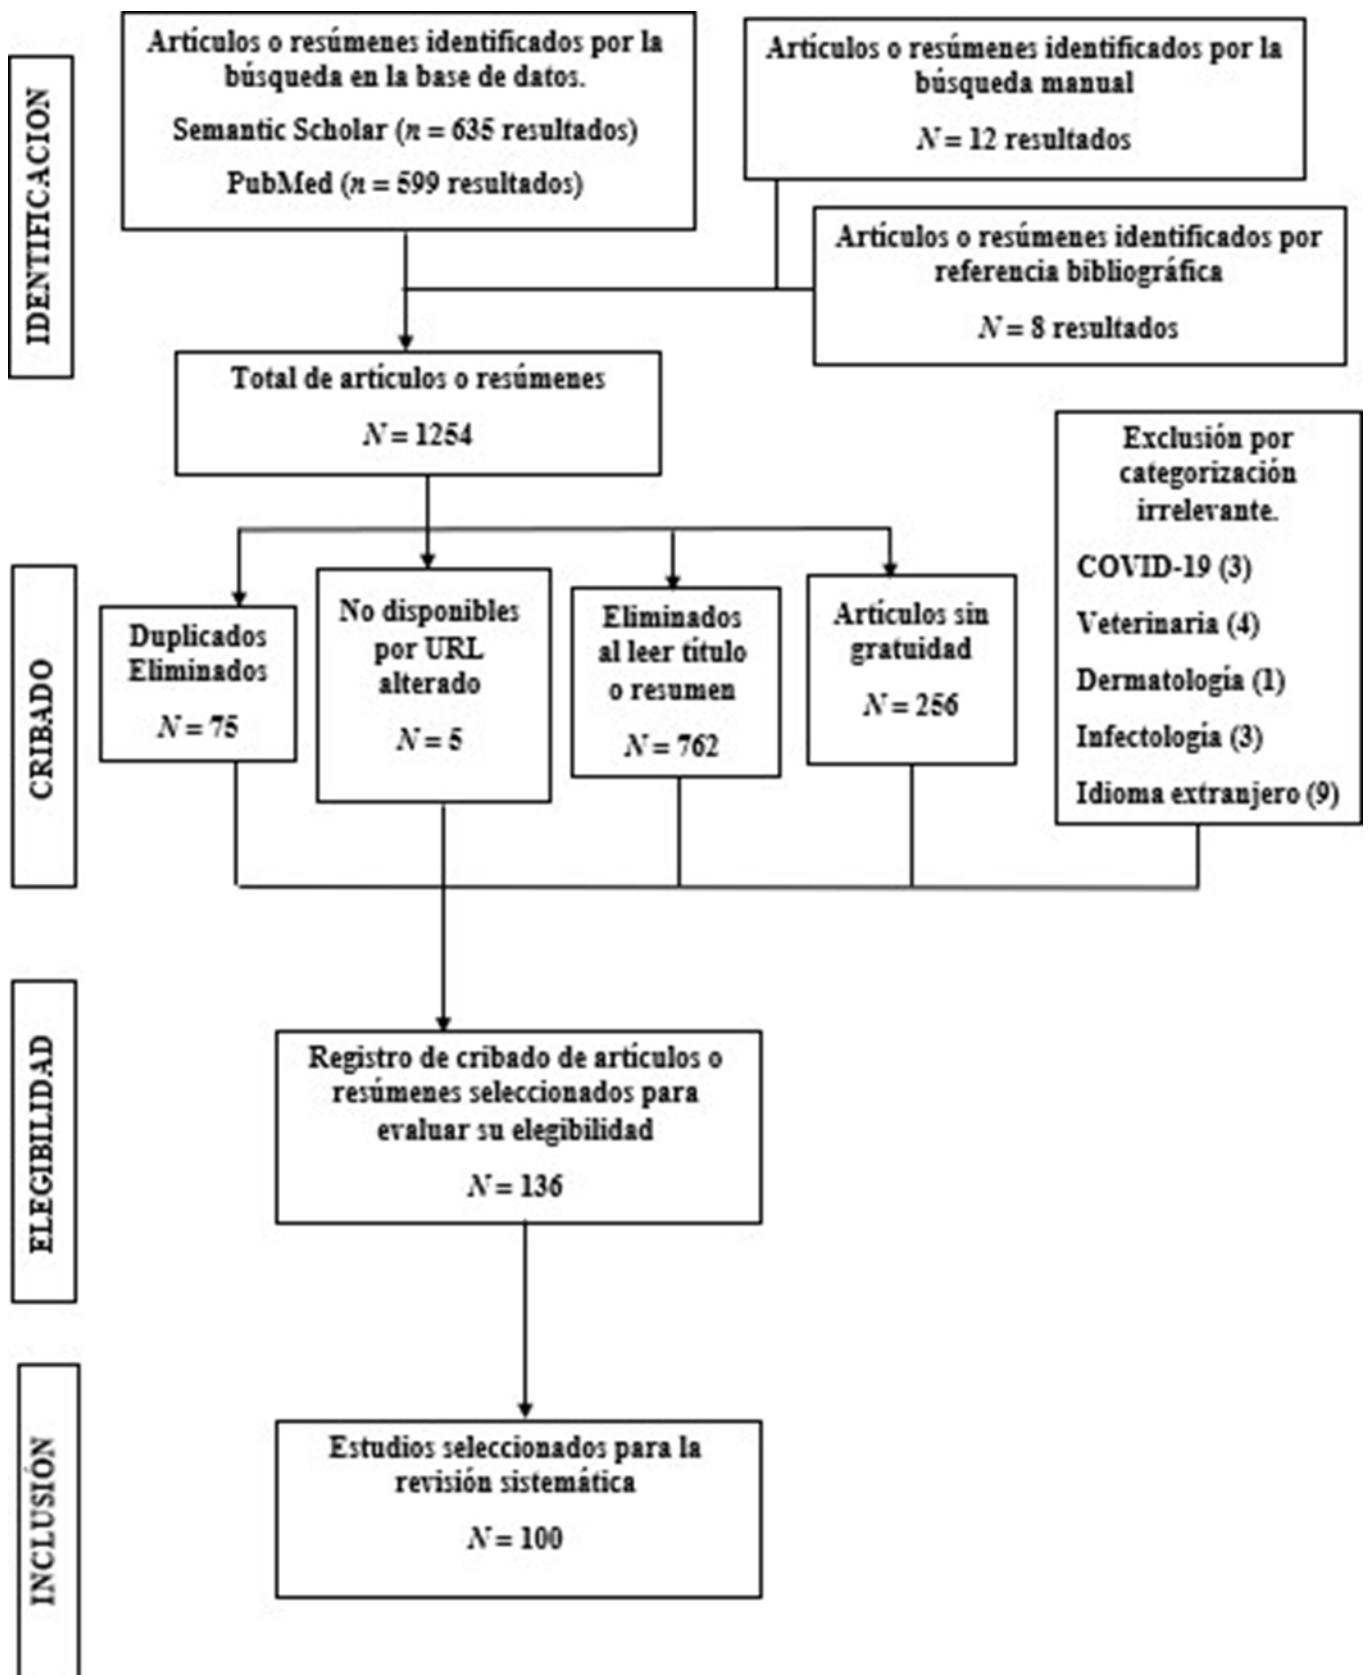 IDENTIFICACION
Artículos o resúmenes identificados por la
búsqueda en la base de datos.
Semantic Scholar (n = 635 resultados)
PubMed (n = 599 resultados)
Artículos o resúmenes identificados por la
búsqueda manual
N = 12 resultados
Artículos o resúmenes identificados por
referencia bibliográfica
N = 8 resultados
Total de artículos o resúmenes
N = 1254
CRIBADO
Duplicados
Eliminados
N = 75
No disponibles
por URL
alterado
N = 5
Eliminados
al leer título
o resumen
N = 762
Artículos sin
gratuidad
N = 256
Exclusión por
categorización
irrelevante.
COVID-19 (3)
Veterinaria (4)
Dermatología (1)
Infectología (3)
Idioma extranjero (9)
ELEGIBILIDAD
Registro de cribado de artículos o
resúmenes seleccionados para
evaluar su elegibilidad
N = 136
INCLUSIÓN
Estudios seleccionados para la
revisión sistemática
N = 100